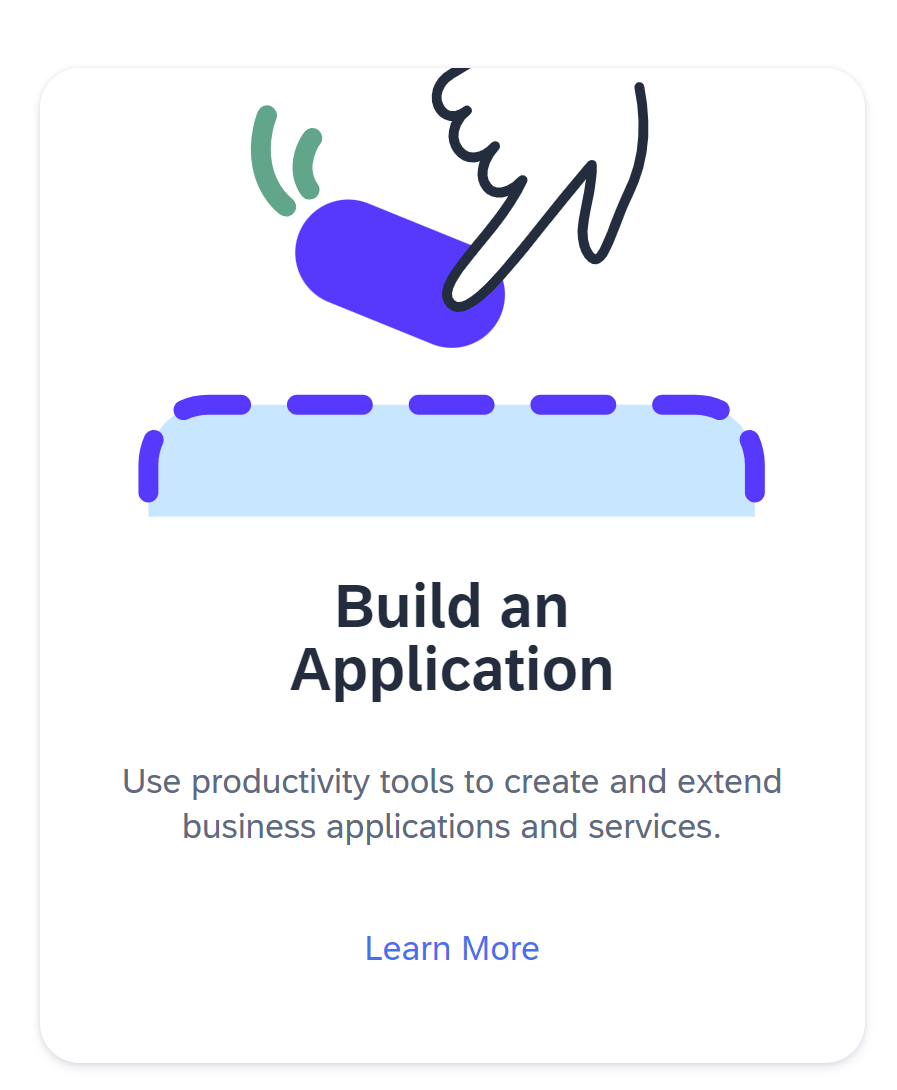 Build an
Application
Use productivity tools to create and extend
business applications and services.
Learn More